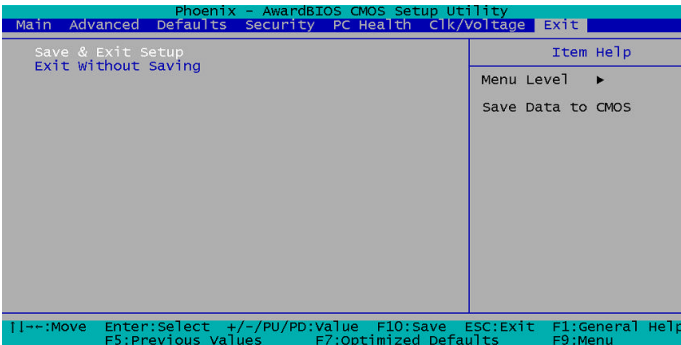 Phoenix - AwardBIOS CMOS Setup Utility
Main Advanced Defaults Security PC Health Clk/Voltage Exit
Save & Exit Setup
Exit Without Saving
Item Help
Menu Level ►
Save Data to CMOS
↑↓→←:Move Enter:Select +/-/PU/PD:Value F10:Save ESC:Exit F1:General Help
F5:Previous Values F7:Optimized Defaults F9:Menu